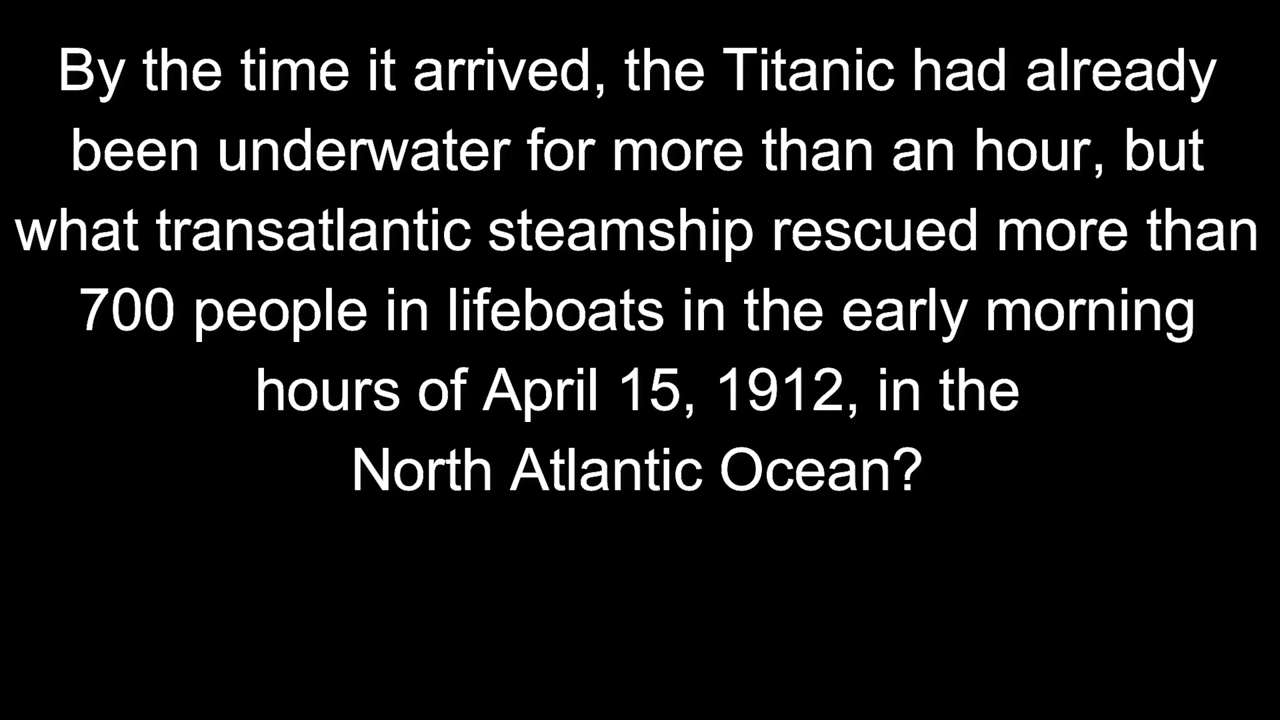 By the time it arrived, the Titanic had already
been underwater for more than an hour, but
what transatlantic steamship rescued more than
700 people in lifeboats in the early morning
hours of April 15, 1912, in the
North Atlantic Ocean?